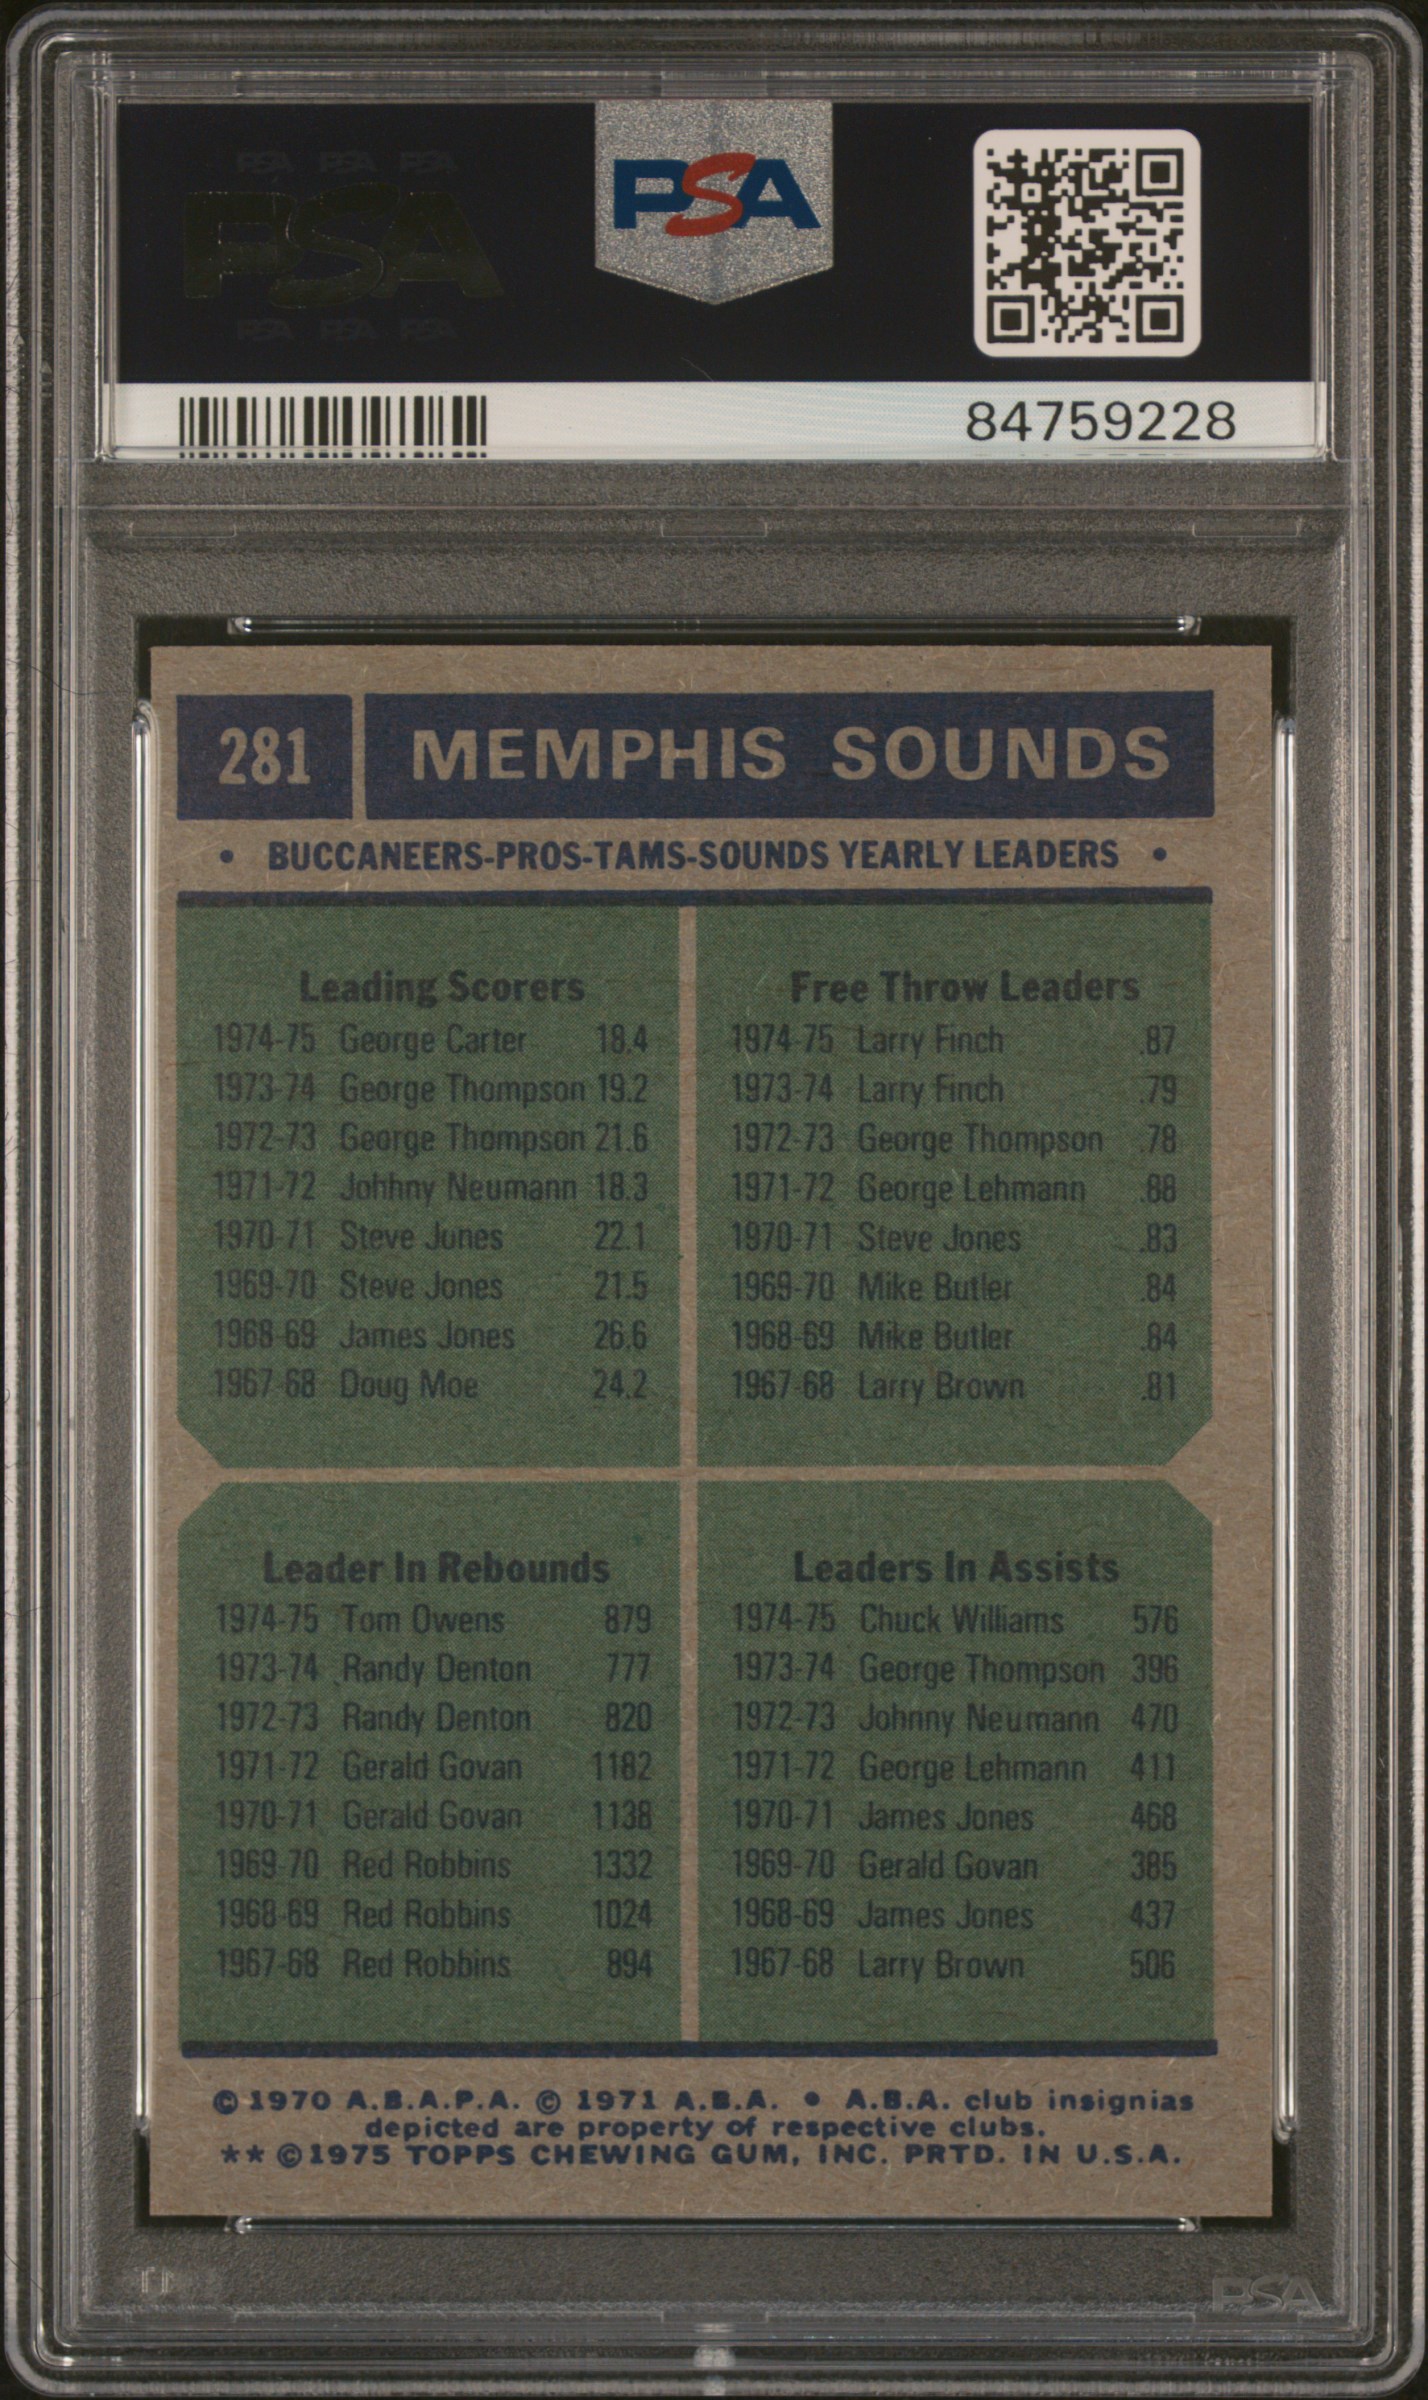 PSA PSA PSA
PSA
PSA PSA PSA
PSA
84759228
281 MEMPHIS SOUNDS
• BUCCANEERS-PROS-TAMS-SOUNDS YEARLY LEADERS •
Leading Scorers
1974-75 George Carter 18.4
1973-74 George Thompson 19.2
1972-73 George Thompson 21.6
1971-72 Johhny Neumann 18.3
1970-71 Steve Junes 22.1
1969-70 Steve Jones 21.5
1968-69 James Jones 26.6
1967-68 Doug Moe 24.2
Free Throw Leaders
1974-75 Larry Finch .87
1973-74 Larry Finch .79
1972-73 George Thompson .78
1971-72 George Lehmann .88
1970-71 Steve Jones .83
1969-70 Mike Butler .84
1968-69 Mike Butler .84
1967-68 Larry Brown .81
Leader In Rebounds
1974-75 Tom Owens 879
1973-74 Randy Denton 777
1972-73 Randy Denton 820
1971-72 Gerald Govan 1182
1970-71 Gerald Govan 1138
1969-70 Red Robbins 1332
1968-69 Red Robbins 1024
1967-68 Red Robbins 894
Leaders In Assists
1974-75 Chuck Williams 576
1973-74 George Thompson 396
1972-73 Johnny Neumann 470
1971-72 George Lehmann 411
1970-71 James Jones 468
1969-70 Gerald Govan 385
1968-69 James Jones 437
1967-68 Larry Brown 506
© 1970 A.B.A.P.A. © 1971 A.B.A. • A.B.A. club insignias
depicted are property of respective clubs.
** © 1975 TOPPS CHEWING GUM, INC. PRTD. IN U.S.A.
PSA